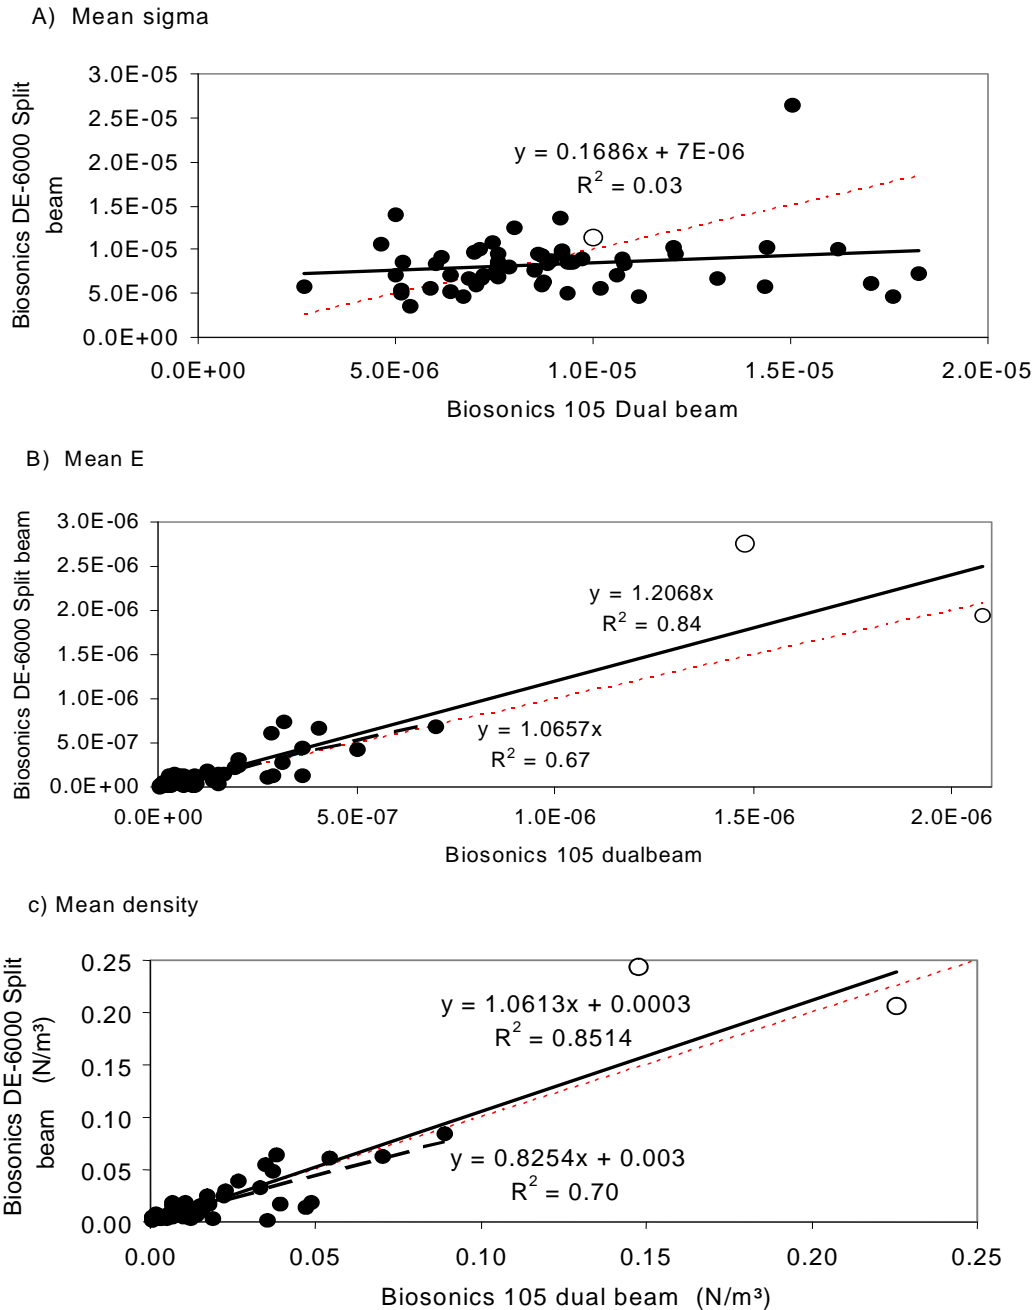 A) Mean sigma
Biosonics DE-6000 Split
beam
3.0E-05
2.5E-05
2.0E-05
1.5E-05
1.0E-05
5.0E-06
0.0E+00
y = 0.1686x + 7E-06
R² = 0.03
0.0E+00 5.0E-06 1.0E-05 1.5E-05 2.0E-05
Biosonics 105 Dual beam
B) Mean E
Biosonics DE-6000 Split beam
3.0E-06
2.5E-06
2.0E-06
1.5E-06
1.0E-06
5.0E-07
0.0E+00
y = 1.2068x
R² = 0.84
y = 1.0657x
R² = 0.67
0.0E+00 5.0E-07 1.0E-06 1.5E-06 2.0E-06
Biosonics 105 dualbeam
c) Mean density
Biosonics DE-6000 Split
beam (N/m³)
0.25
0.20
0.15
0.10
0.05
0.00
y = 1.0613x + 0.0003
R² = 0.8514
y = 0.8254x + 0.003
R² = 0.70
0.00 0.05 0.10 0.15 0.20 0.25
Biosonics 105 dual beam (N/m³)